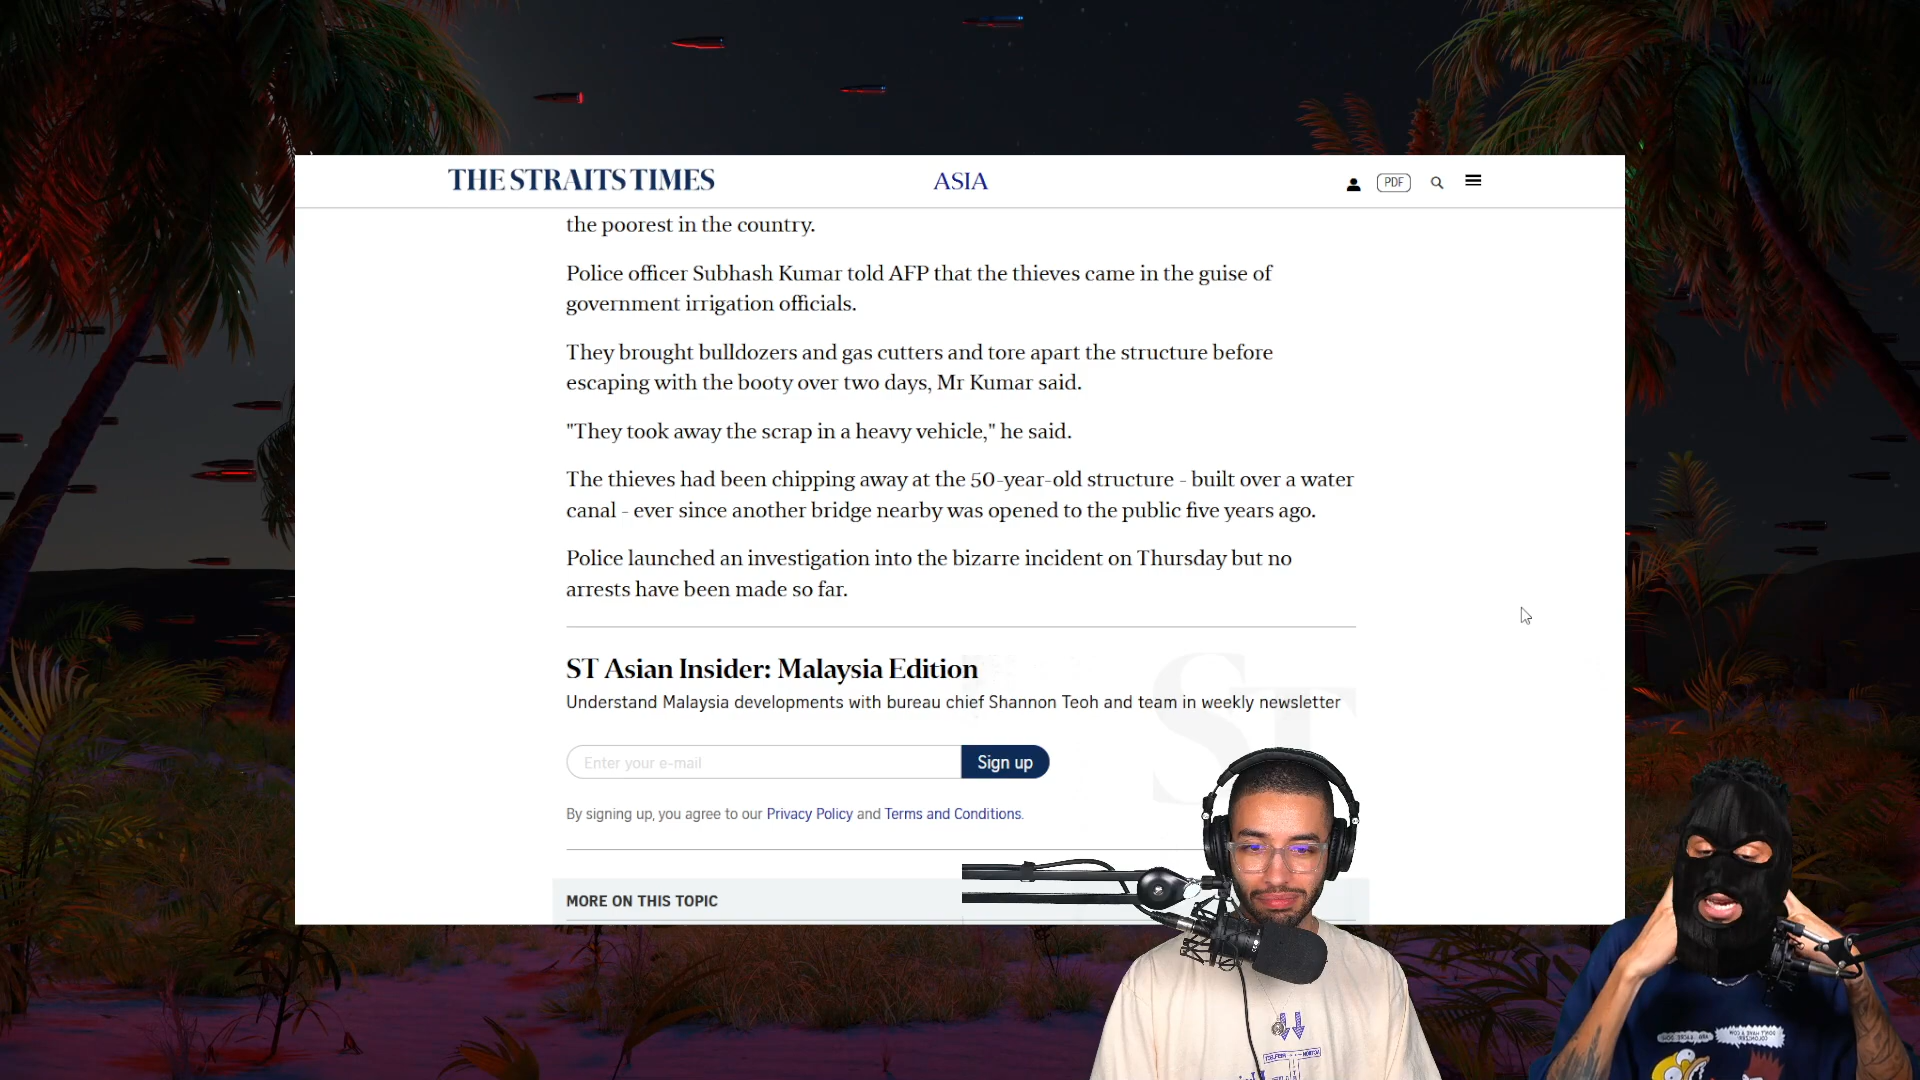 THE STRAITS TIMES
ASIA
PDF
the poorest in the country.
Police officer Subhash Kumar told AFP that the thieves came in the guise of
government irrigation officials.
They brought bulldozers and gas cutters and tore apart the structure before
escaping with the booty over two days, Mr Kumar said.
"They took away the scrap in a heavy vehicle," he said.
The thieves had been chipping away at the 50-year-old structure - built over a water
canal - ever since another bridge nearby was opened to the public five years ago.
Police launched an investigation into the bizarre incident on Thursday but no
arrests have been made so far.
ST
ST Asian Insider: Malaysia Edition
Understand Malaysia developments with bureau chief Shannon Teoh and team in weekly newsletter
Enter your e-mail
Sign up
By signing up, you agree to our Privacy Policy and Terms and Conditions.
MORE ON THIS TOPIC